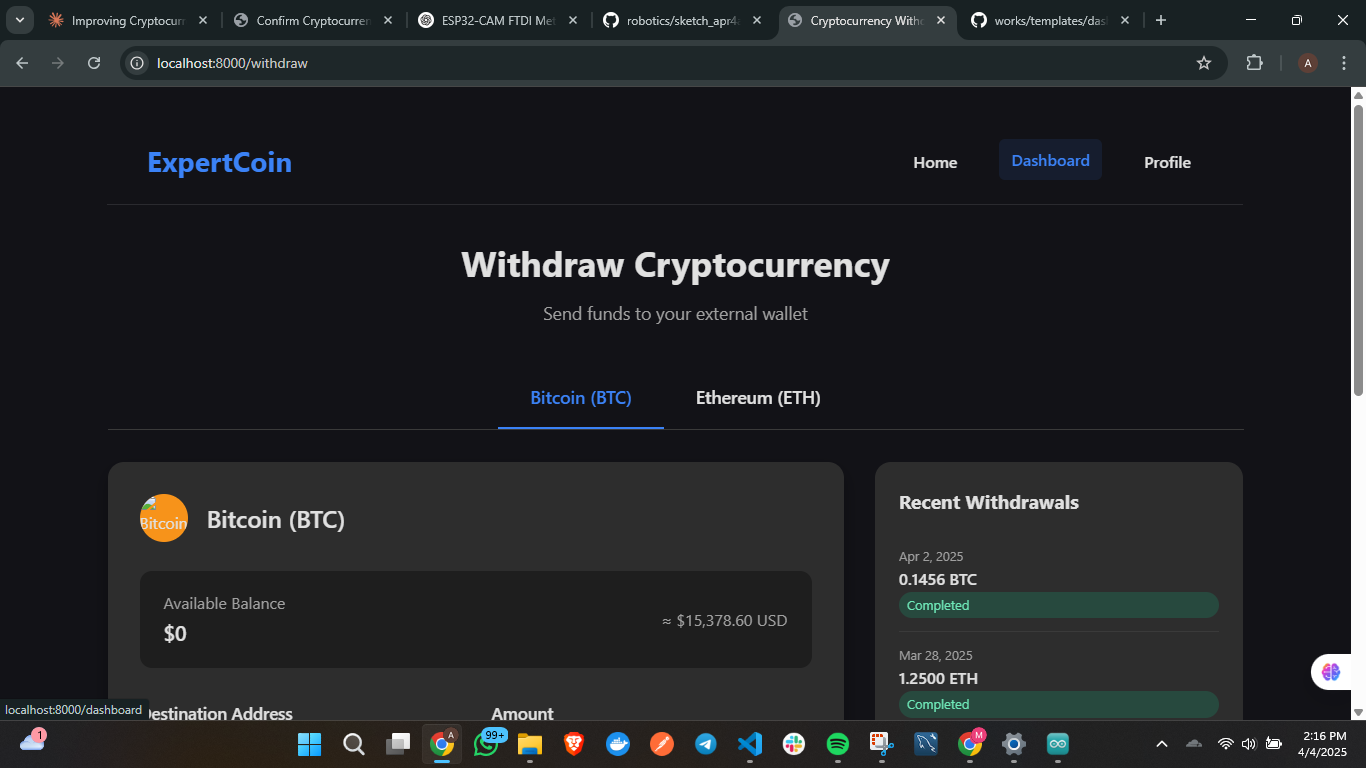 Improving Cryptocurr
Confirm Cryptocurren
ESP32-CAM FTDI Met
robotics/sketch_apr4a
Cryptocurrency Withd
works/templates/dash
localhost:8000/withdraw
A
ExpertCoin
Home
Dashboard
Profile
Withdraw Cryptocurrency
Send funds to your external wallet
Bitcoin (BTC)
Ethereum (ETH)
Bitcoin
Bitcoin (BTC)
Available Balance
$0
≈ $15,378.60 USD
Destination Address
Amount
Recent Withdrawals
Apr 2, 2025
0.1456 BTC
Completed
Mar 28, 2025
1.2500 ETH
Completed
localhost:8000/dashboard
1
A
99+
M
2:16 PM
4/4/2025